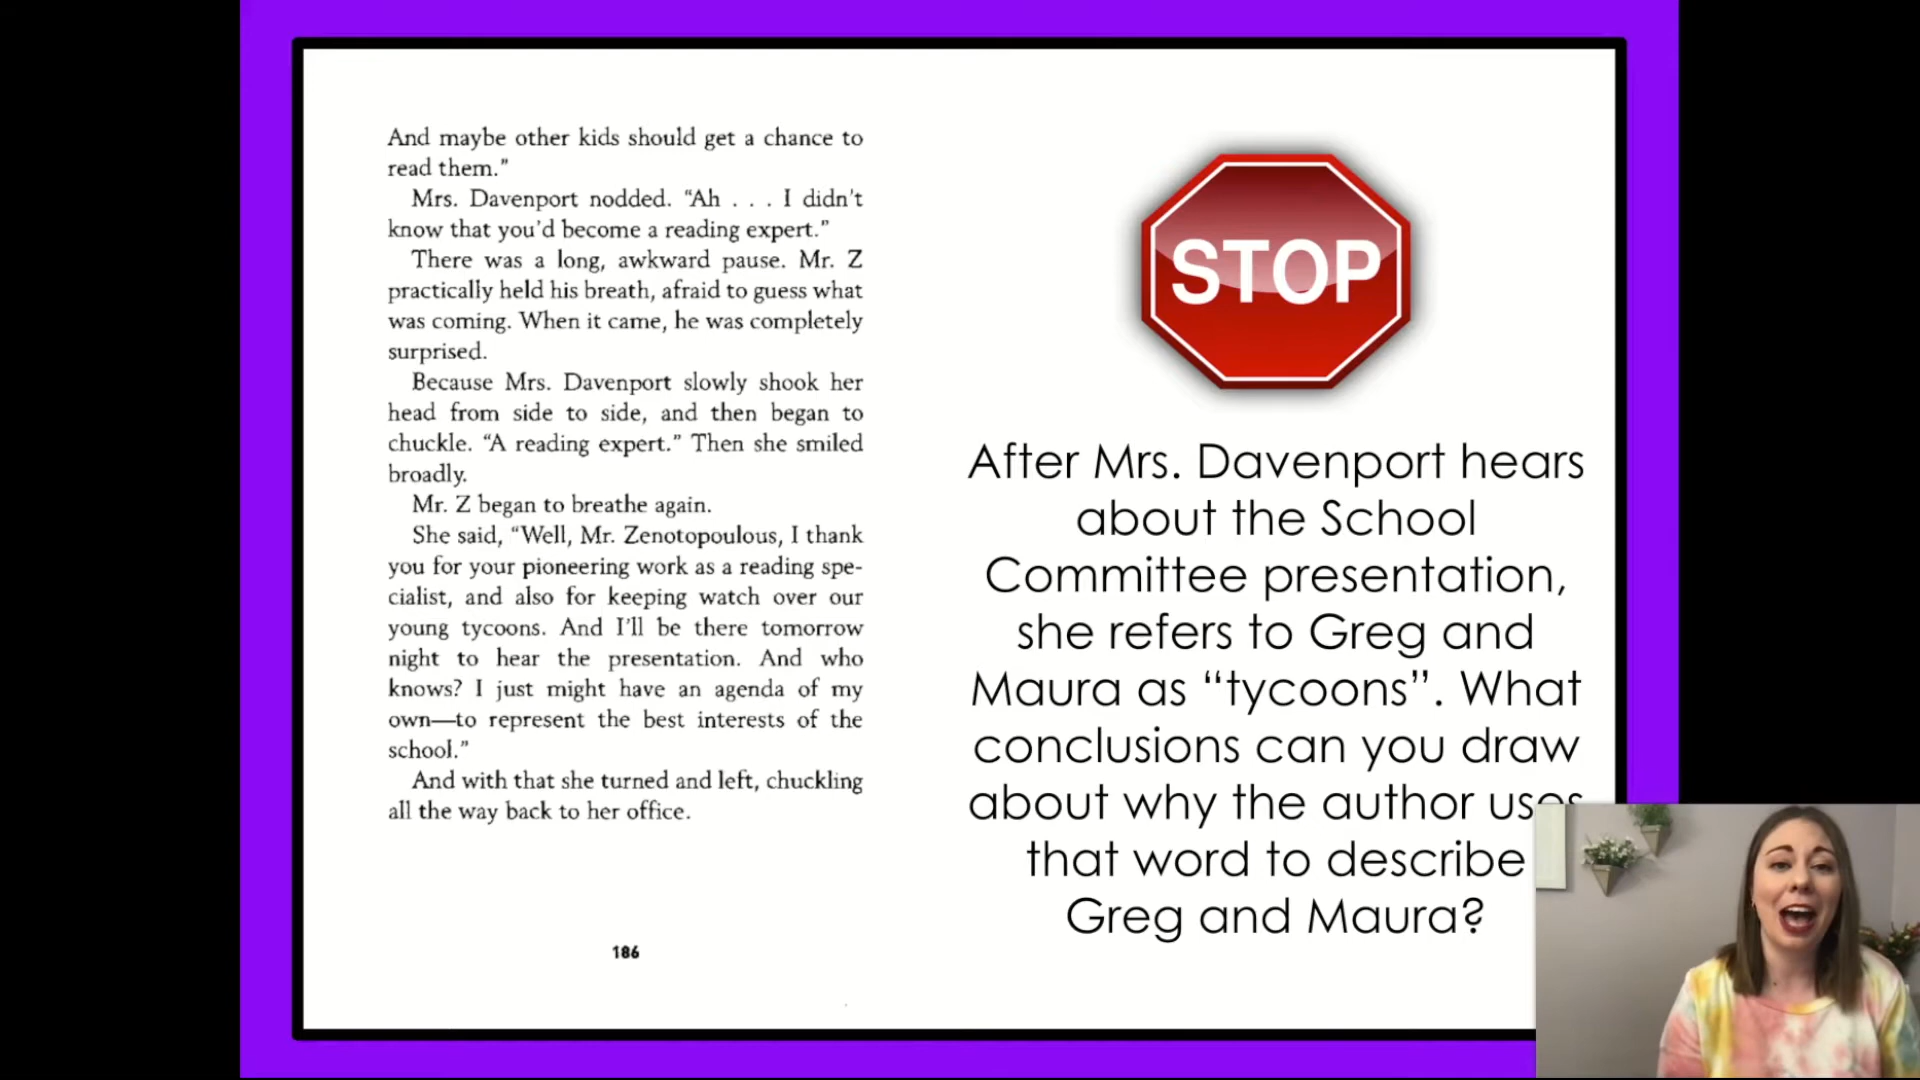 And maybe other kids should get a chance to
read them.”
Mrs. Davenport nodded. “Ah . . . I didn’t
know that you’d become a reading expert.”
There was a long, awkward pause. Mr. Z
practically held his breath, afraid to guess what
was coming. When it came, he was completely
surprised.
Because Mrs. Davenport slowly shook her
head from side to side, and then began to
chuckle. “A reading expert.” Then she smiled
broadly.
Mr. Z began to breathe again.
She said, “Well, Mr. Zenotopoulous, I thank
you for your pioneering work as a reading spe-
cialist, and also for keeping watch over our
young tycoons. And I’ll be there tomorrow
night to hear the presentation. And who
knows? I just might have an agenda of my
own—to represent the best interests of the
school.”
And with that she turned and left, chuckling
all the way back to her office.
186
STOP
After Mrs. Davenport hears
about the School
Committee presentation,
she refers to Greg and
Maura as “tycoons”. What
conclusions can you draw
about why the author uses
that word to describe
Greg and Maura?